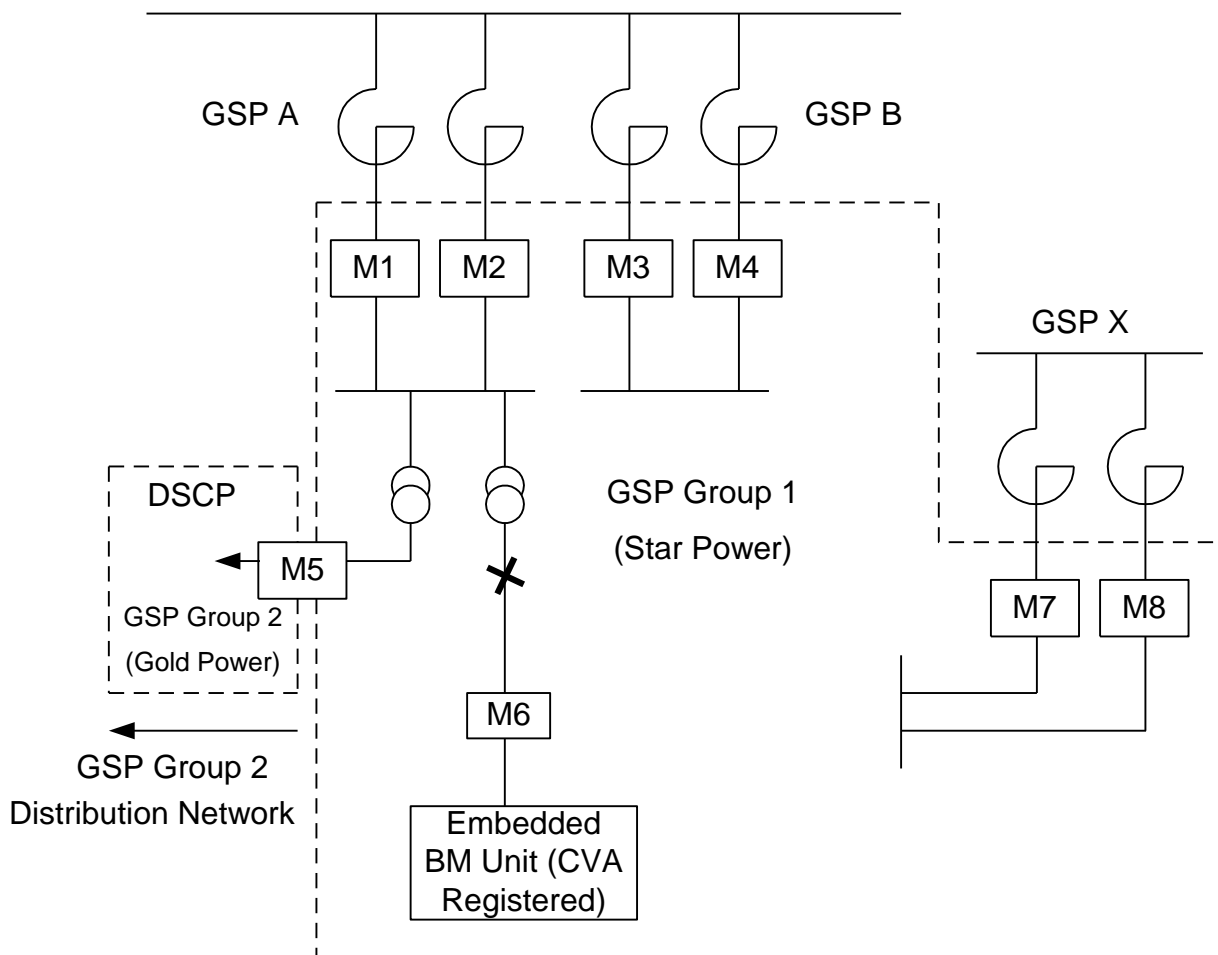 GSP A
GSP B
M1
M2
M3
M4
GSP X
DSCP
GSP Group 1
(Star Power)
M5
M7
M8
GSP Group 2
(Gold Power)
M6
GSP Group 2
Distribution Network
Embedded
BM Unit (CVA
Registered)